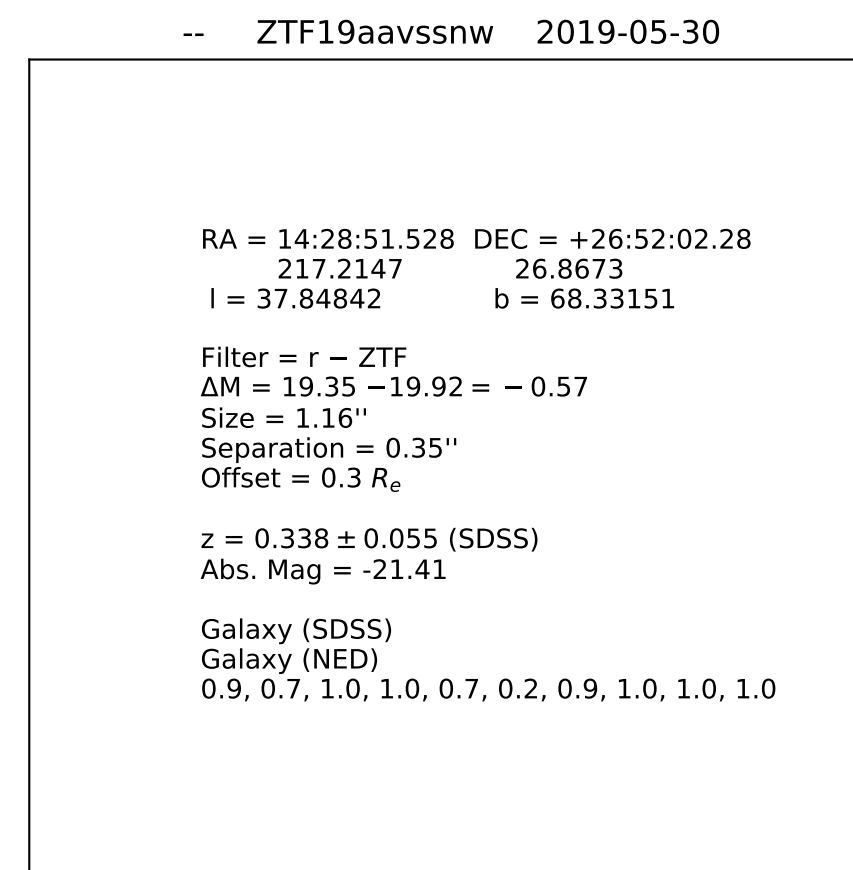 -- ZTF19aavssnw 2019-05-30
RA = 14:28:51.528 DEC = +26:52:02.28
217.2147 26.8673
l = 37.84842 b = 68.33151
Filter = r − ZTF
ΔM = 19.35 −19.92 = − 0.57
Size = 1.16''
Separation = 0.35''
Offset = 0.3 Re
z = 0.338 ± 0.055 (SDSS)
Abs. Mag = -21.41
Galaxy (SDSS)
Galaxy (NED)
0.9, 0.7, 1.0, 1.0, 0.7, 0.2, 0.9, 1.0, 1.0, 1.0